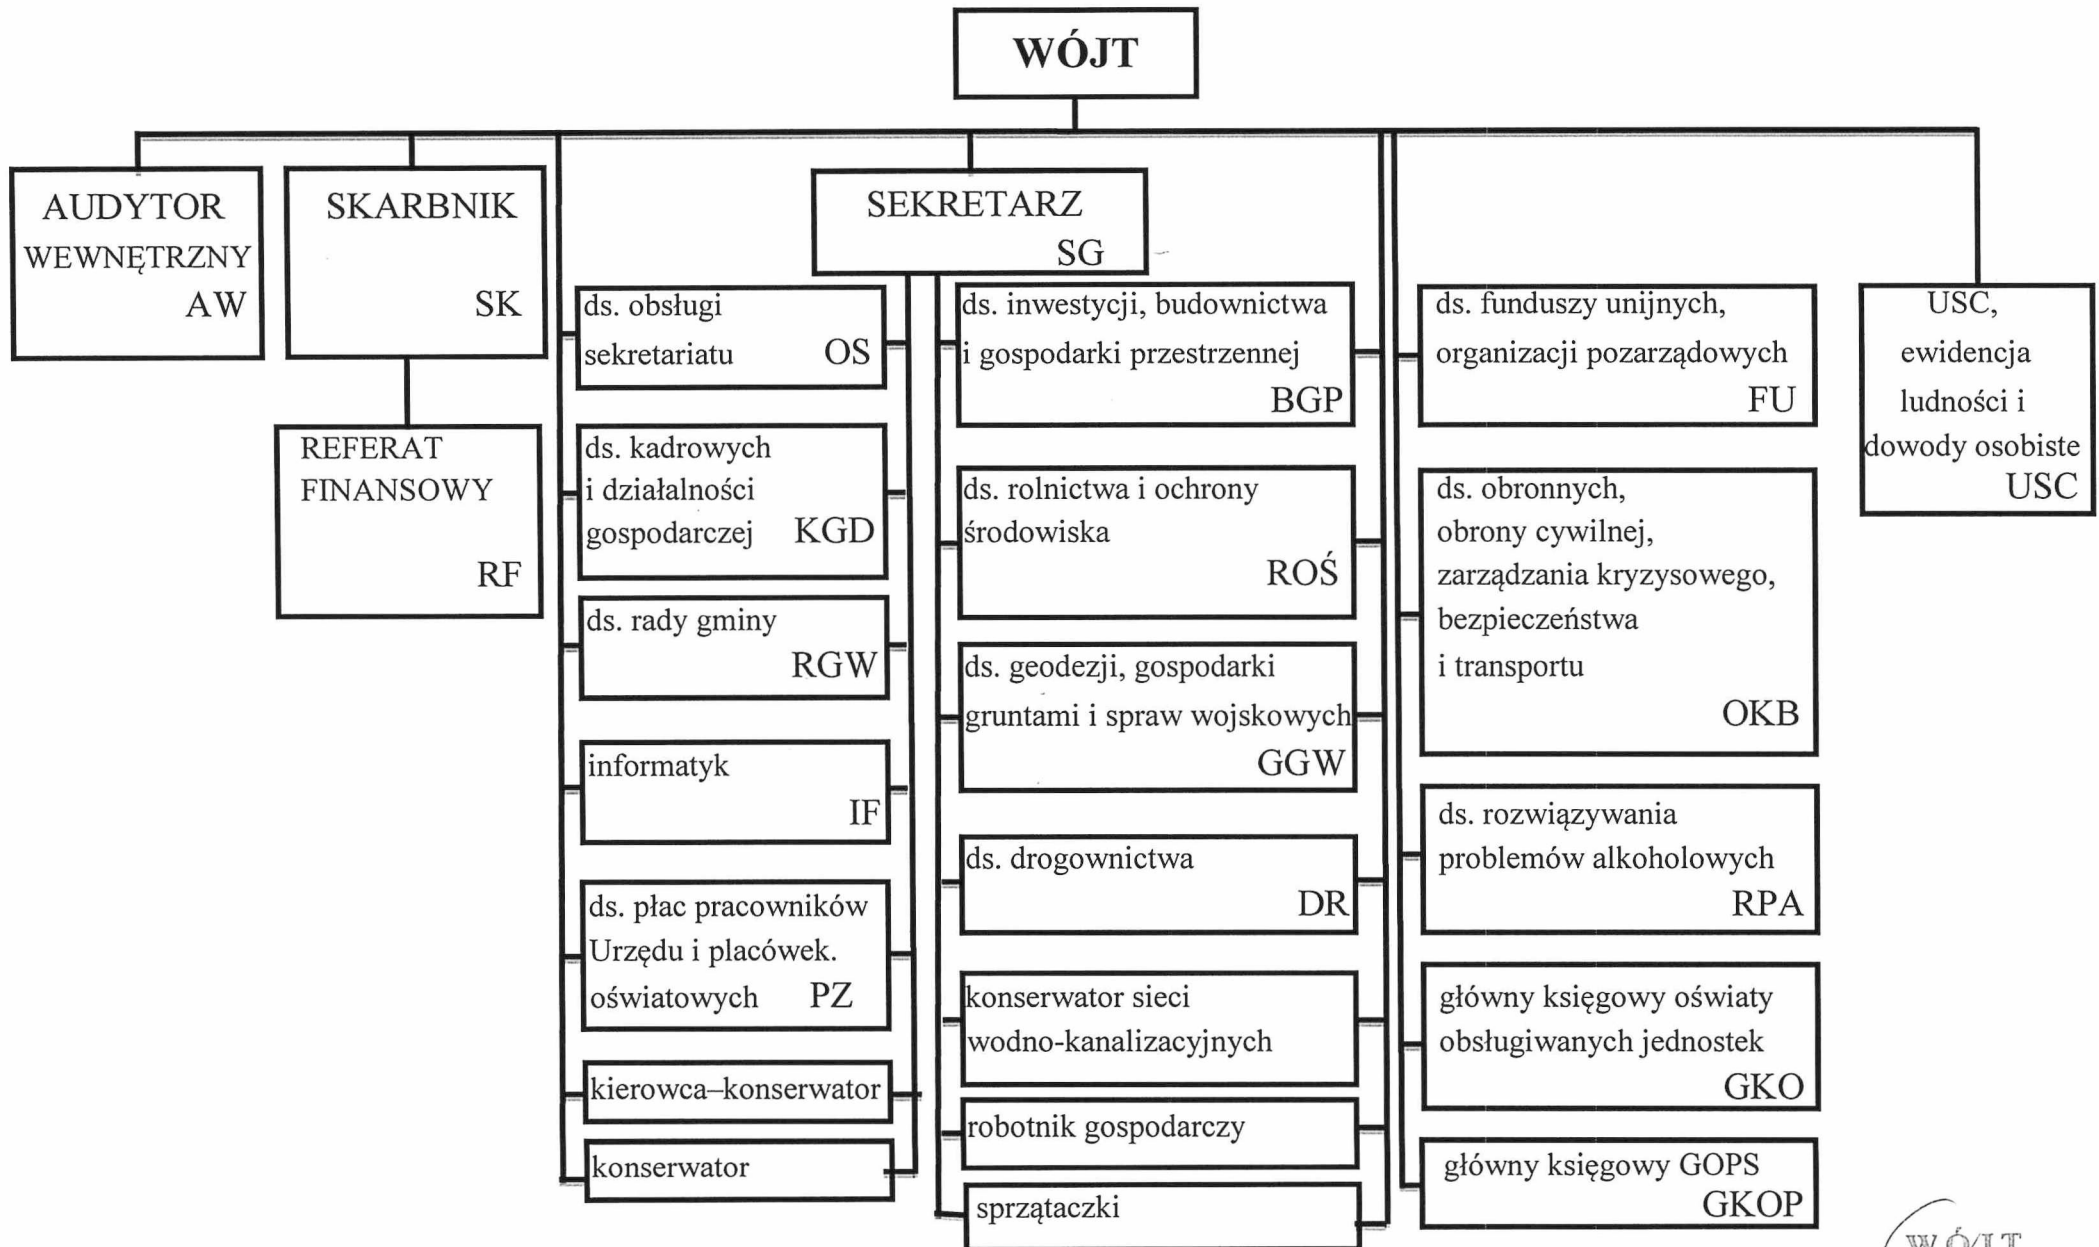 WÓJT
AUDYTOR
WEWNĘTRZNY
AW
SKARBNIK
SK
REFERAT
FINANSOWY
RF
SEKRETARZ
SG
ds. obsługi
sekretariatu OS
ds. kadrowych
i działalności
gospodarczej KGD
ds. rady gminy
RGW
informatyk
IF
ds. płac pracowników
Urzędu i placówek.
oświatowych PZ
kierowca–konserwator
konserwator
ds. inwestycji, budownictwa
i gospodarki przestrzennej
BGP
ds. rolnictwa i ochrony
środowiska
ROŚ
ds. geodezji, gospodarki
gruntami i spraw wojskowych
GGW
ds. drogownictwa
DR
konserwator sieci
wodno-kanalizacyjnych
robotnik gospodarczy
sprzątaczki
ds. funduszy unijnych,
organizacji pozarządowych
FU
ds. obronnych,
obrony cywilnej,
zarządzania kryzysowego,
bezpieczeństwa
i transportu
OKB
ds. rozwiązywania
problemów alkoholowych
RPA
główny księgowy oświaty
obsługiwanych jednostek
GKO
główny księgowy GOPS
GKOP
USC,
ewidencja
ludności i
dowody osobiste
USC
WÓJT